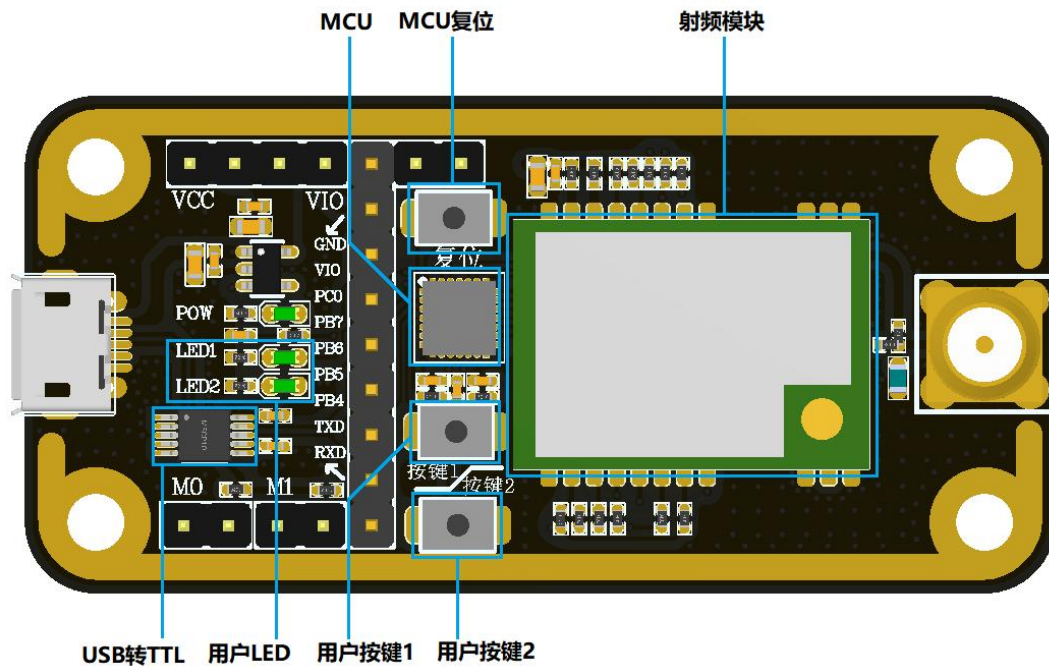 MCU
MCU复位
射频模块
VCC
VIO
GND
复位
VIO
PC0
POW
PB7
LED1
PB6
LED2
PB5
PB4
TXD
RXD
按键1
按键2
M0
M1
USB转TTL
用户LED
用户按键1
用户按键2